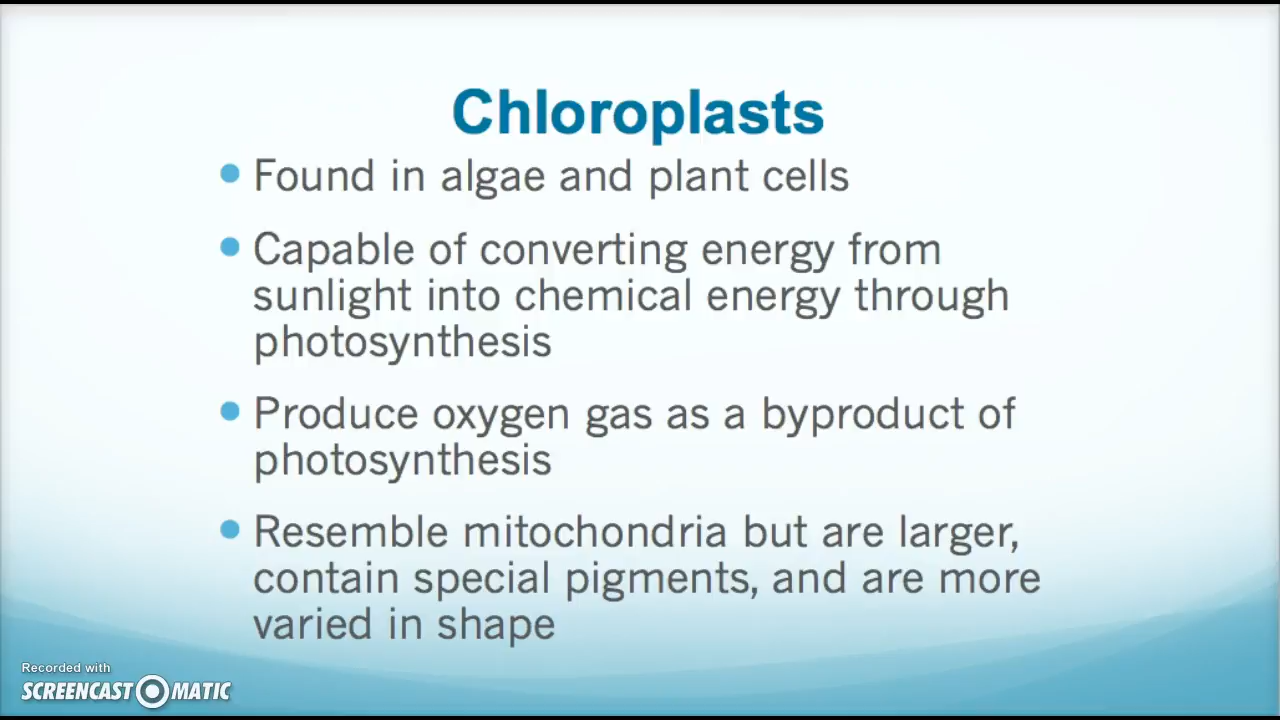 Chloroplasts
Found in algae and plant cells
Capable of converting energy from
sunlight into chemical energy through
photosynthesis
Produce oxygen gas as a byproduct of
photosynthesis
Resemble mitochondria but are larger,
contain special pigments, and are more
varied in shape
Recorded with
SCREENCAST MATIC